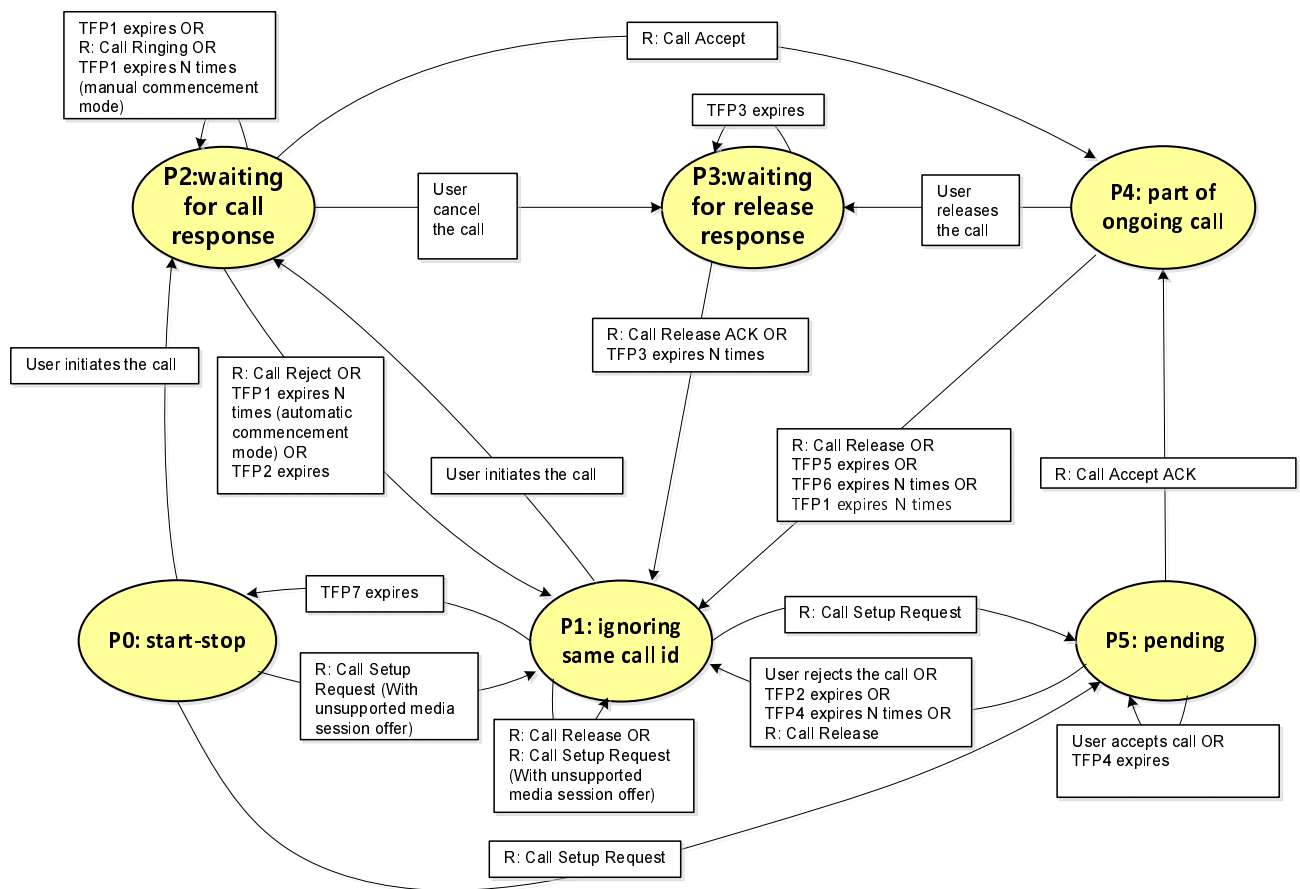 TFP1 expires OR
R: Call Ringing OR
TFP1 expires N times
(manual commencement
mode)
R: Call Accept
TFP3 expires
P2:waiting
for call
response
User
cancel
the call
P3:waiting
for release
response
User
releases
the call
P4: part of
ongoing call
User initiates the call
R: Call Reject OR
TFP1 expires N
times (automatic
commencement
mode) OR
TFP2 expires
User initiates the call
R: Call Release ACK OR
TFP3 expires N times
R: Call Release OR
TFP5 expires OR
TFP6 expires N times OR
TFP1 expires N times
R: Call Accept ACK
P0: start-stop
TFP7 expires
R: Call Setup
Request (With
unsupported media
session offer)
P1: ignoring
same call id
R: Call Release OR
R: Call Setup Request
(With unsupported
media session offer)
R: Call Setup Request
User rejects the call OR
TFP2 expires OR
TFP4 expires N times OR
R: Call Release
P5: pending
User accepts call OR
TFP4 expires
R: Call Setup Request